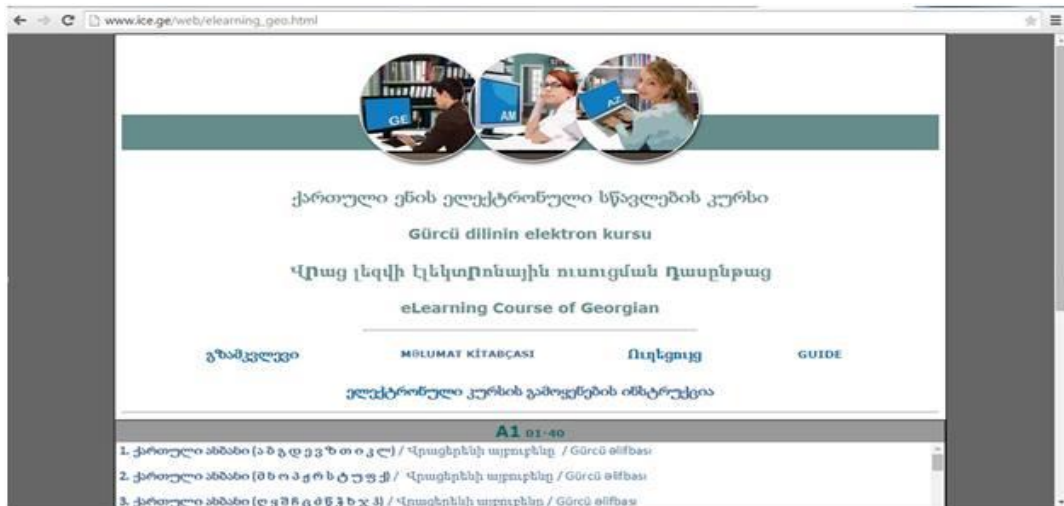 www.ice.ge/web/elearning_geo.html
GE
AM
AZ
ქართული ენის ელექტრონული სწავლების კურსი
Gürcü dilinin elektron kursu
Վրաց լեզվի էլեկտրոնային ուսուցման դասընթաց
eLearning Course of Georgian
გზამკვლევი MƏLUMAT KİTABÇASI Ուղեցույց GUIDE
ელექტრონული კურსის გამოყენების ინსტრუქცია
A1 01-40
1. ქართული ანბანი (ა ბ გ დ ე ვ ზ თ ი კ ლ) / Վրացերենի այբուբենը / Gürcü əlifbası
2. ქართული ანბანი (მ ნ ო პ ჟ რ ს ტ უ ფ ქ) / Վրացերենի այբուբենը / Gürcü əlifbası
3. ქართული ანბანი (ღ ყ შ ჩ ც ძ წ ჭ ხ ჯ ჰ) / Վրացերենի այբուբենը / Gürcü əlifbası